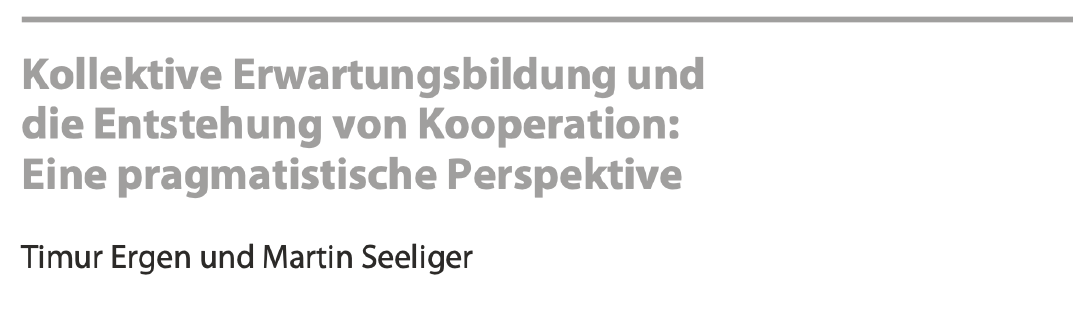 Kollektive Erwartungsbildung und
die Entstehung von Kooperation:
Eine pragmatistische Perspektive
Timur Ergen und Martin Seeliger